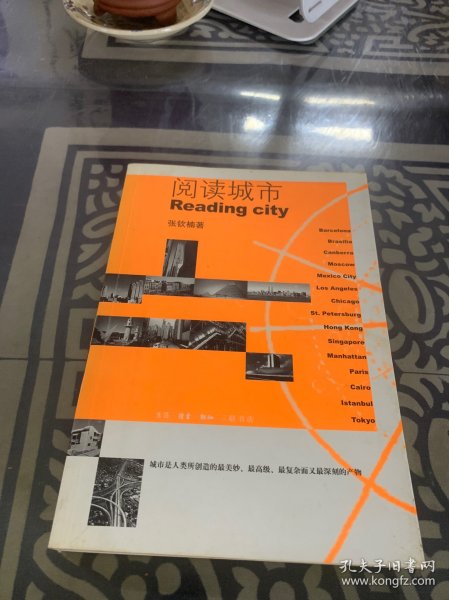 阅读城市
Reading city
张钦楠著
Barcelona
Brasilia
Canberra
Moscow
Mexico City
Los Angeles
Chicago
St. Petersburg
Hong Kong
Singapore
Manhattan
Paris
Cairo
Istanbul
Tokyo
生活·读书·新知 三联书店
城市是人类所创造的最美妙、最高级、最复杂而又最深刻的产物
孔夫子旧书网
www.kongfz.com